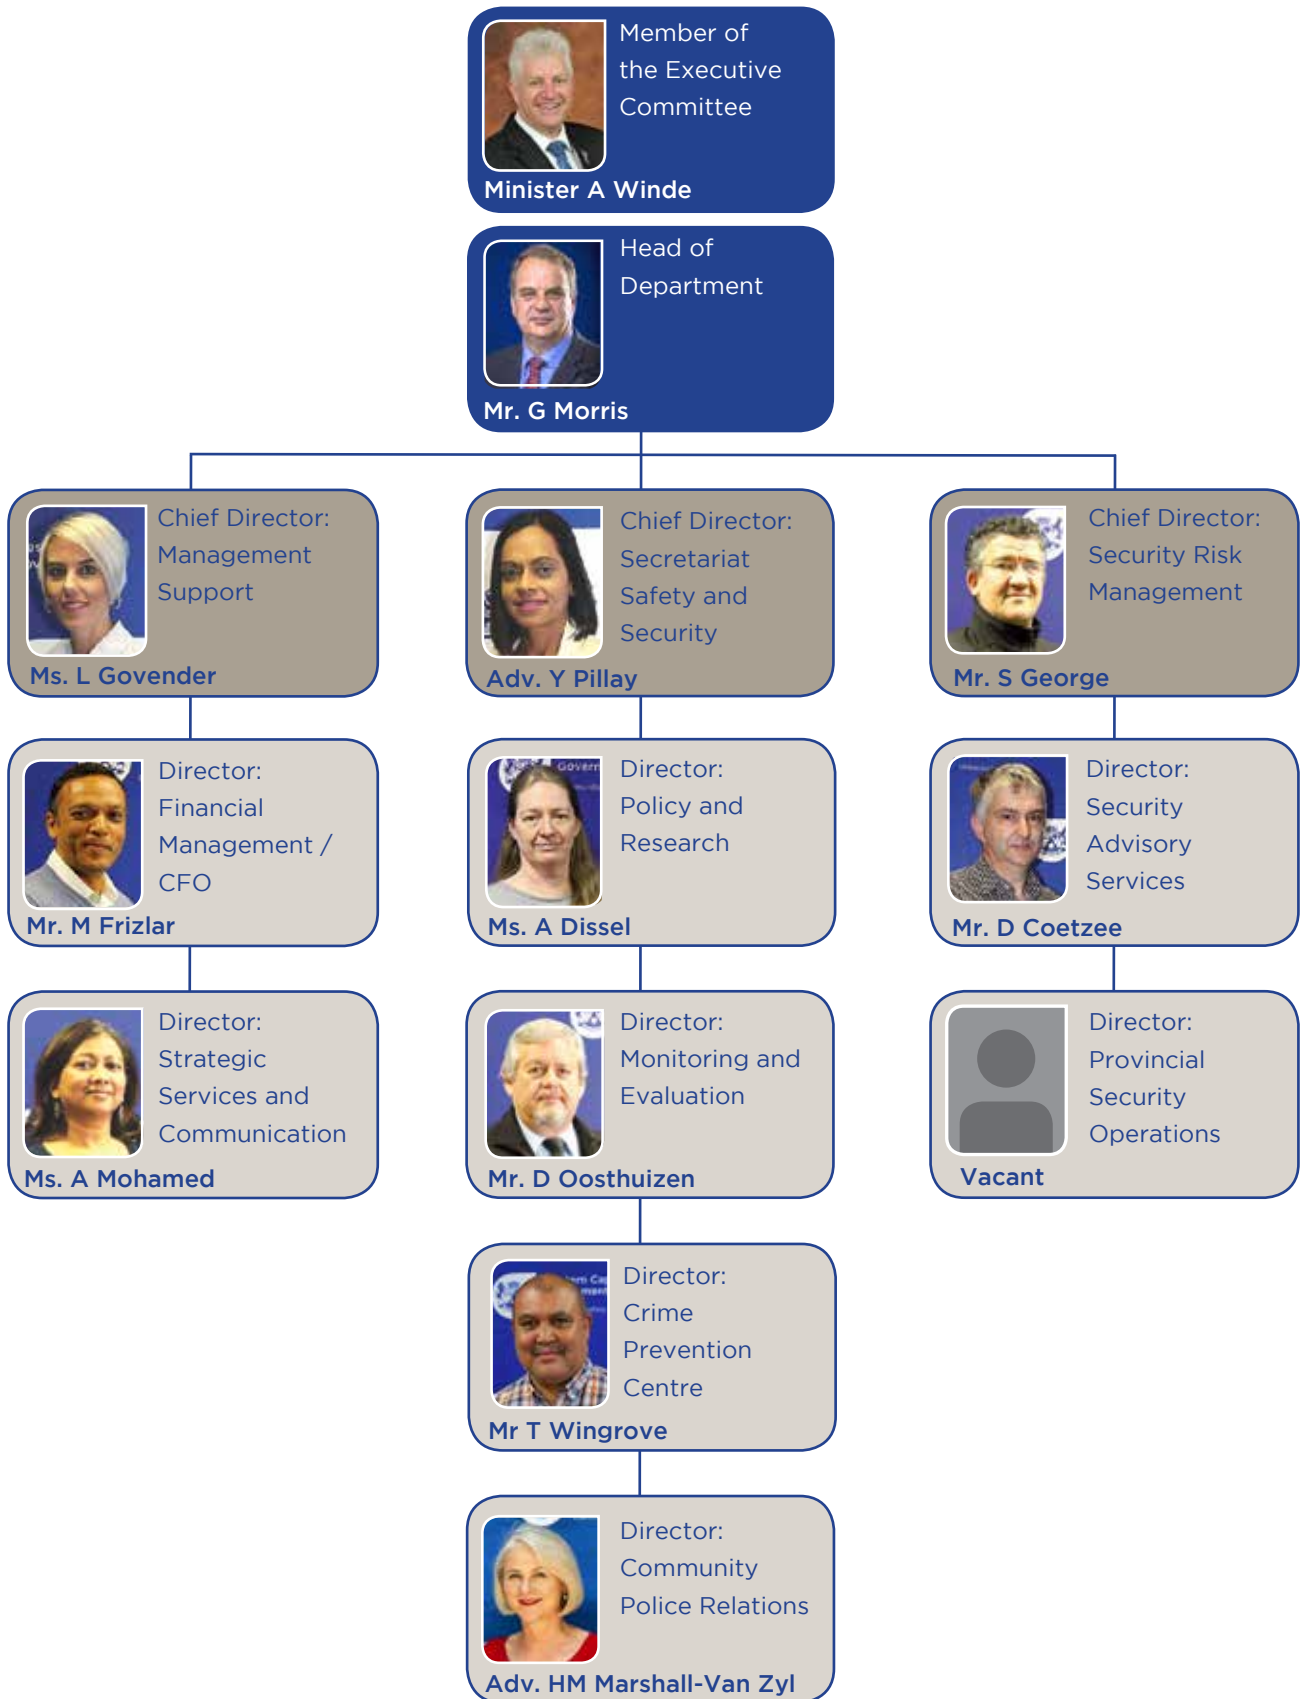 Member of
the Executive
Committee
Minister A Winde
Head of
Department
Mr. G Morris
Chief Director:
Management
Support
Ms. L Govender
Chief Director:
Secretariat
Safety and
Security
Adv. Y Pillay
Chief Director:
Security Risk
Management
Mr. S George
Director:
Financial
Management /
CFO
Mr. M Frizlar
Director:
Policy and
Research
Ms. A Dissel
Director:
Security
Advisory
Services
Mr. D Coetzee
Director:
Strategic
Services and
Communication
Ms. A Mohamed
Director:
Monitoring and
Evaluation
Mr. D Oosthuizen
Director:
Provincial
Security
Operations
Vacant
Director:
Crime
Prevention
Centre
Mr T Wingrove
Director:
Community
Police Relations
Adv. HM Marshall-Van Zyl